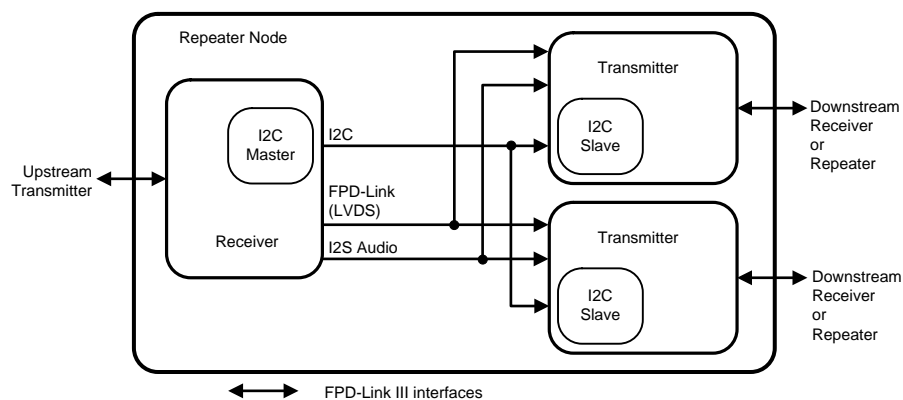 Repeater Node
Transmitter
I2C
Slave
Downstream
Receiver
or
Repeater
I2C
Master
I2C
Upstream
Transmitter
FPD-Link
(LVDS)
Receiver
I2S Audio
Transmitter
I2C
Slave
Downstream
Receiver
or
Repeater
FPD-Link III interfaces